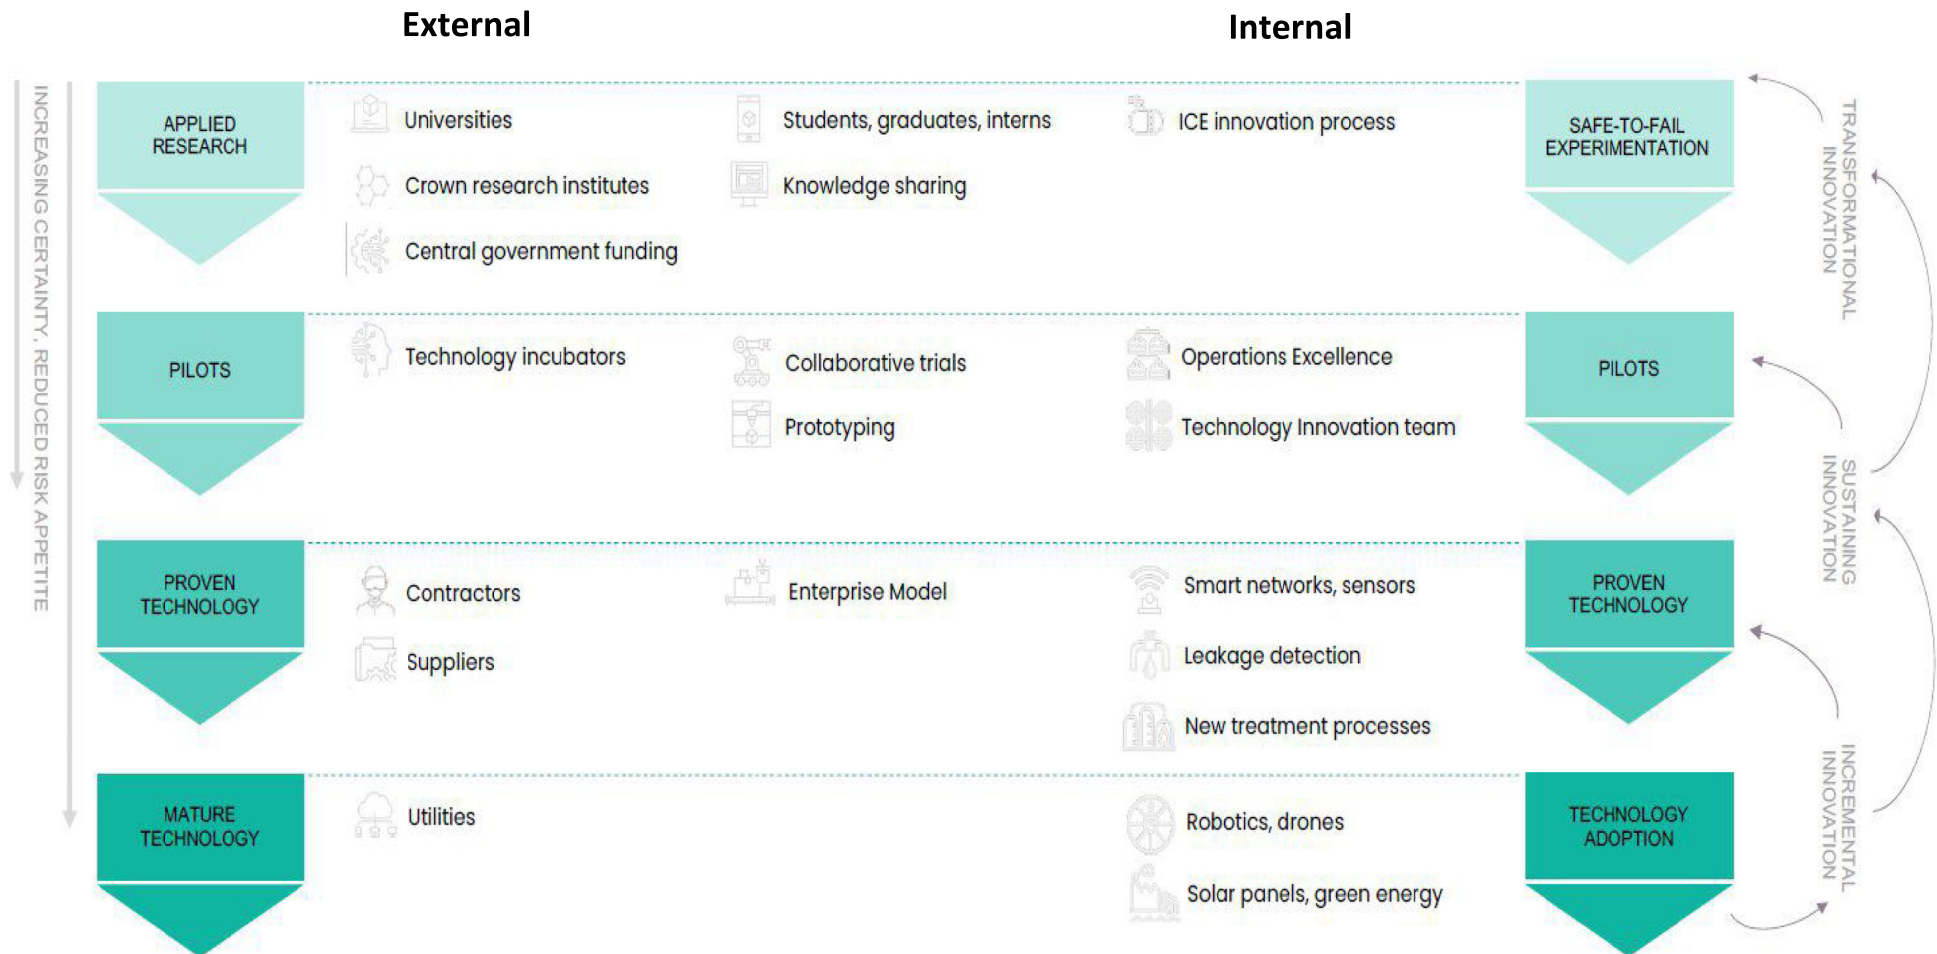 External
Internal
INCREASING CERTAINTY, REDUCED RISK APPETITE
APPLIED
RESEARCH
Universities
Students, graduates, interns
ICE innovation process
Crown research institutes
Knowledge sharing
Central government funding
SAFE-TO-FAIL
EXPERIMENTATION
TRANSFORMATIONAL
INNOVATION
PILOTS
Technology incubators
Collaborative trials
Prototyping
Operations Excellence
Technology Innovation team
PILOTS
SUSTAINING
INNOVATION
PROVEN
TECHNOLOGY
Contractors
Suppliers
Enterprise Model
Smart networks, sensors
Leakage detection
New treatment processes
PROVEN
TECHNOLOGY
INCREMENTAL
INNOVATION
MATURE
TECHNOLOGY
Utilities
Robotics, drones
Solar panels, green energy
TECHNOLOGY
ADOPTION